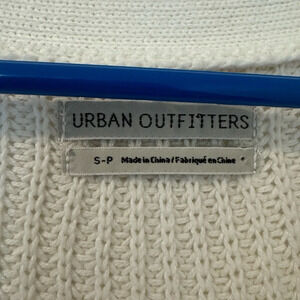 URBAN OUTFITTERS
S-P Made in China / Fabriqué en Chine